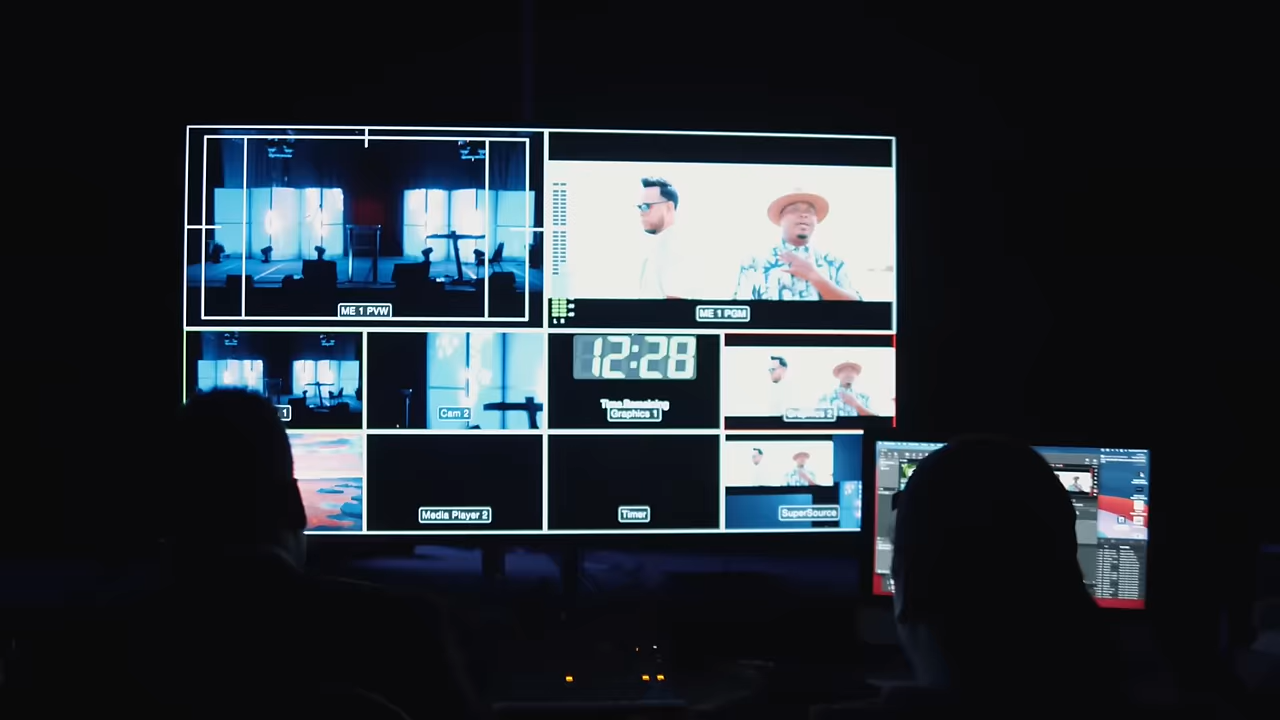 ME 1 PVW
ME 1 PGM
1
Cam 2
12:28
Time Remaining
Graphics 1
Graphics 2
Media Player 2
Timer
SuperSource
L R